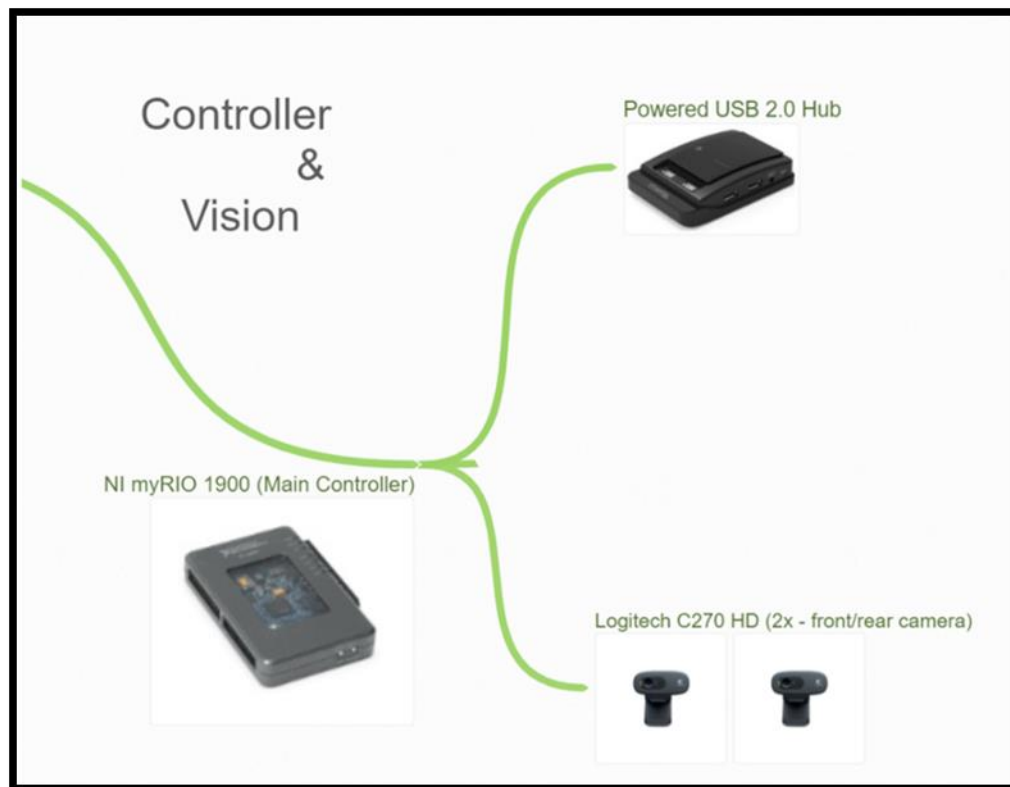 Controller
&
Vision
Powered USB 2.0 Hub
NI myRIO 1900 (Main Controller)
Logitech C270 HD (2x - front/rear camera)